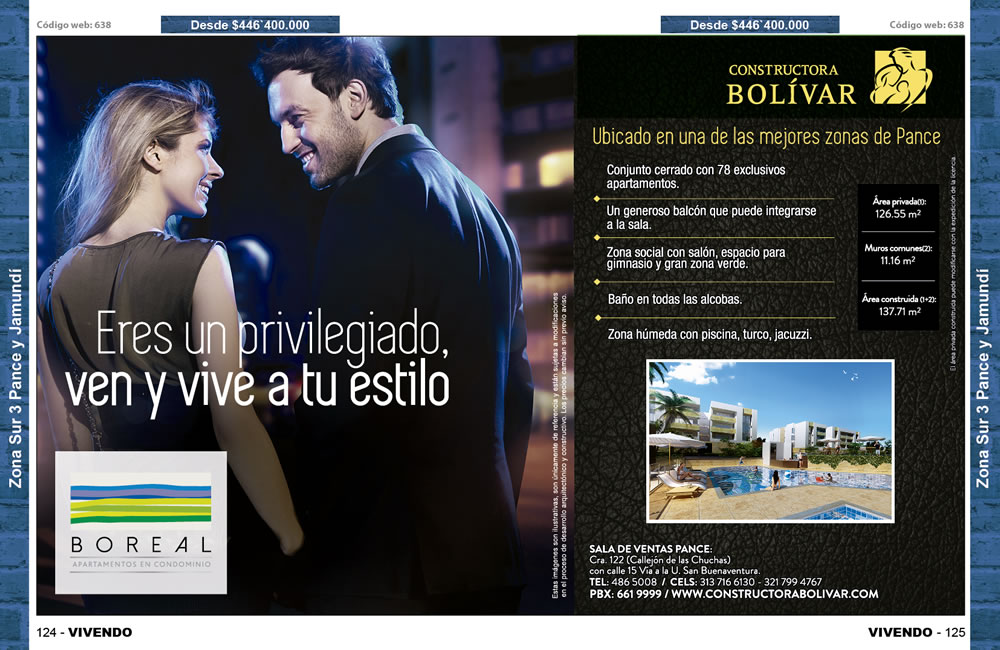 Código web: 638
Desde $446`400.000
Zona Sur 3 Pance y Jamundí
Eres un privilegiado,
ven y vive a tu estilo
BOREAL
APARTAMENTOS EN CONDOMINIO
Estas imágenes son ilustrativas, son únicamente de referencia y están sujetas a modificaciones
en el proceso de desarrollo arquitectónico y constructivo. Los precios cambian sin previo aviso.
124 - VIVENDO
Desde $446`400.000
Código web: 638
CONSTRUCTORA
BOLÍVAR
Ubicado en una de las mejores zonas de Pance
Conjunto cerrado con 78 exclusivos
apartamentos.
Un generoso balcón que puede integrarse
a la sala.
Zona social con salón, espacio para
gimnasio y gran zona verde.
Baño en todas las alcobas.
Zona húmeda con piscina, turco, jacuzzi.
Área privada(1):
126.55 m²
Muros comunes(2):
11.16 m²
Área construida (1+2):
137.71 m²
El área privada construida puede modificarse con la expedición de la licencia.
SALA DE VENTAS PANCE:
Cra. 122 (Callejón de las Chuchas)
con calle 15 Vía a la U. San Buenaventura.
TEL: 486 5008 / CELS: 313 716 6130 - 321 799 4767
PBX: 661 9999 / WWW.CONSTRUCTORABOLIVAR.COM
Zona Sur 3 Pance y Jamundí
VIVENDO - 125